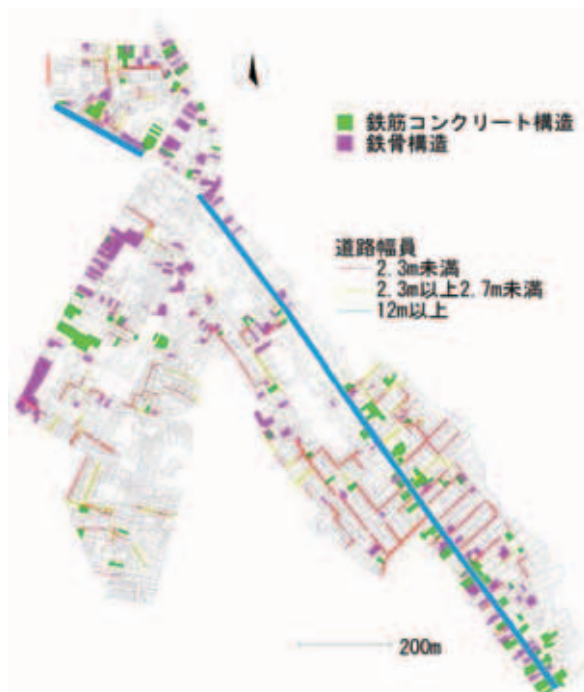 鉄筋コンクリート構造
鉄骨構造
道路幅員
2.3m未満
2.3m以上2.7m未満
12m以上
200m